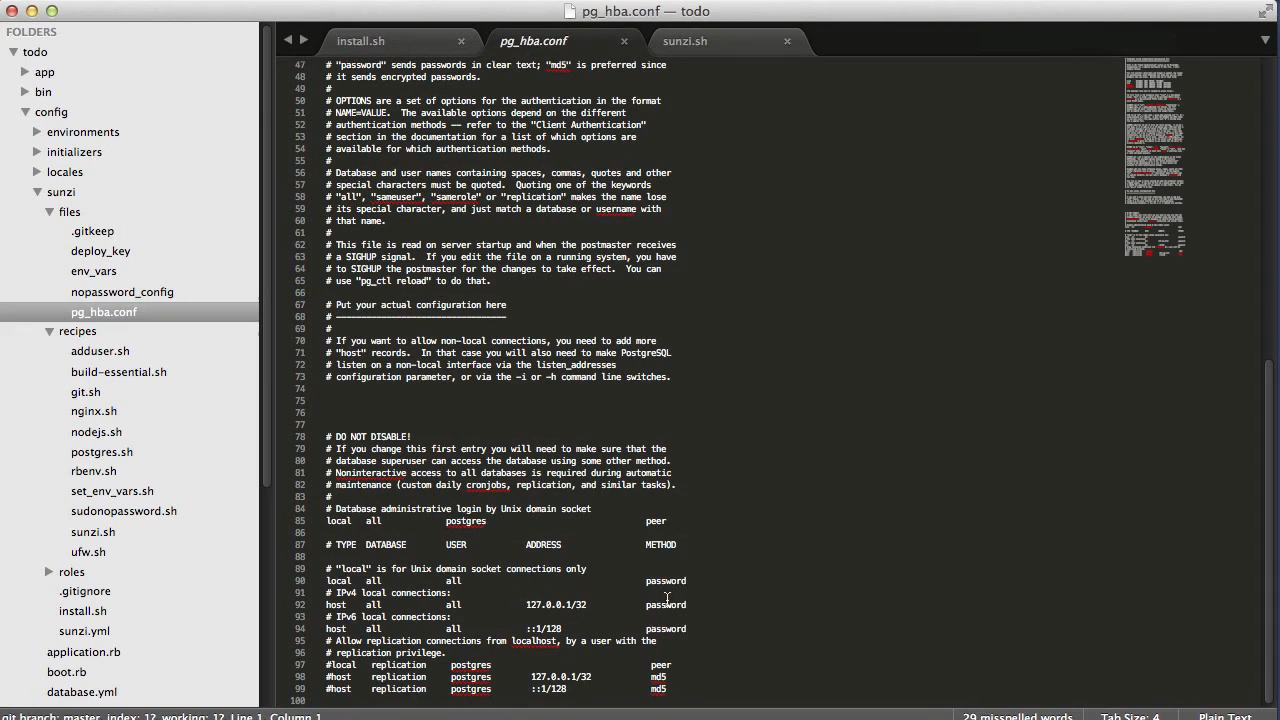 pg_hba.conf — todo
FOLDERS
todo
app
bin
config
environments
initializers
locales
sunzi
files
.gitkeep
deploy_key
env_vars
nopassword_config
pg_hba.conf
recipes
adduser.sh
build-essential.sh
git.sh
nginx.sh
nodejs.sh
postgres.sh
rbenv.sh
set_env_vars.sh
sudonopassword.sh
sunzi.sh
ufw.sh
roles
.gitignore
install.sh
sunzi.yml
application.rb
boot.rb
database.yml
install.sh pg_hba.conf sunzi.sh
47 # "password" sends passwords in clear text; "md5" is preferred since
48 # it sends encrypted passwords.
49 #
50 # OPTIONS are a set of options for the authentication in the format
51 # NAME=VALUE.  The available options depend on the different
52 # authentication methods -- refer to the "Client Authentication"
53 # section in the documentation for a list of which options are
54 # available for which authentication methods.
55 #
56 # Database and user names containing spaces, commas, quotes and other
57 # special characters must be quoted.  Quoting one of the keywords
58 # "all", "sameuser", "samerole" or "replication" makes the name lose
59 # its special character, and just match a database or username with
60 # that name.
61 #
62 # This file is read on server startup and when the postmaster receives
63 # a SIGHUP signal.  If you edit the file on a running system, you have
64 # to SIGHUP the postmaster for the changes to take effect.  You can
65 # use "pg_ctl reload" to do that.
66
67 # Put your actual configuration here
68 # ----------------------------------
69 #
70 # If you want to allow non-local connections, you need to add more
71 # "host" records.  In that case you will also need to make PostgreSQL
72 # listen on a non-local interface via the listen_addresses
73 # configuration parameter, or via the -i or -h command line switches.
74
75
76
77
78 # DO NOT DISABLE!
79 # If you change this first entry you will need to make sure that the
80 # database superuser can access the database using some other method.
81 # Noninteractive access to all databases is required during automatic
82 # maintenance (custom daily cronjobs, replication, and similar tasks).
83 #
84 # Database administrative login by Unix domain socket
85 local   all             postgres                                peer
86
87 # TYPE  DATABASE        USER            ADDRESS                 METHOD
88
89 # "local" is for Unix domain socket connections only
90 local   all             all                                     password
91 # IPv4 local connections:
92 host    all             all             127.0.0.1/32            password
93 # IPv6 local connections:
94 host    all             all             ::1/128                 password
95 # Allow replication connections from localhost, by a user with the
96 # replication privilege.
97 #local   replication     postgres                                peer
98 #host    replication     postgres        127.0.0.1/32            md5
99 #host    replication     postgres        ::1/128                 md5
100
git branch: master, index: 12, working: 12, Line 1, Column 1 29 misspelled words Tab Size: 4 Plain Text